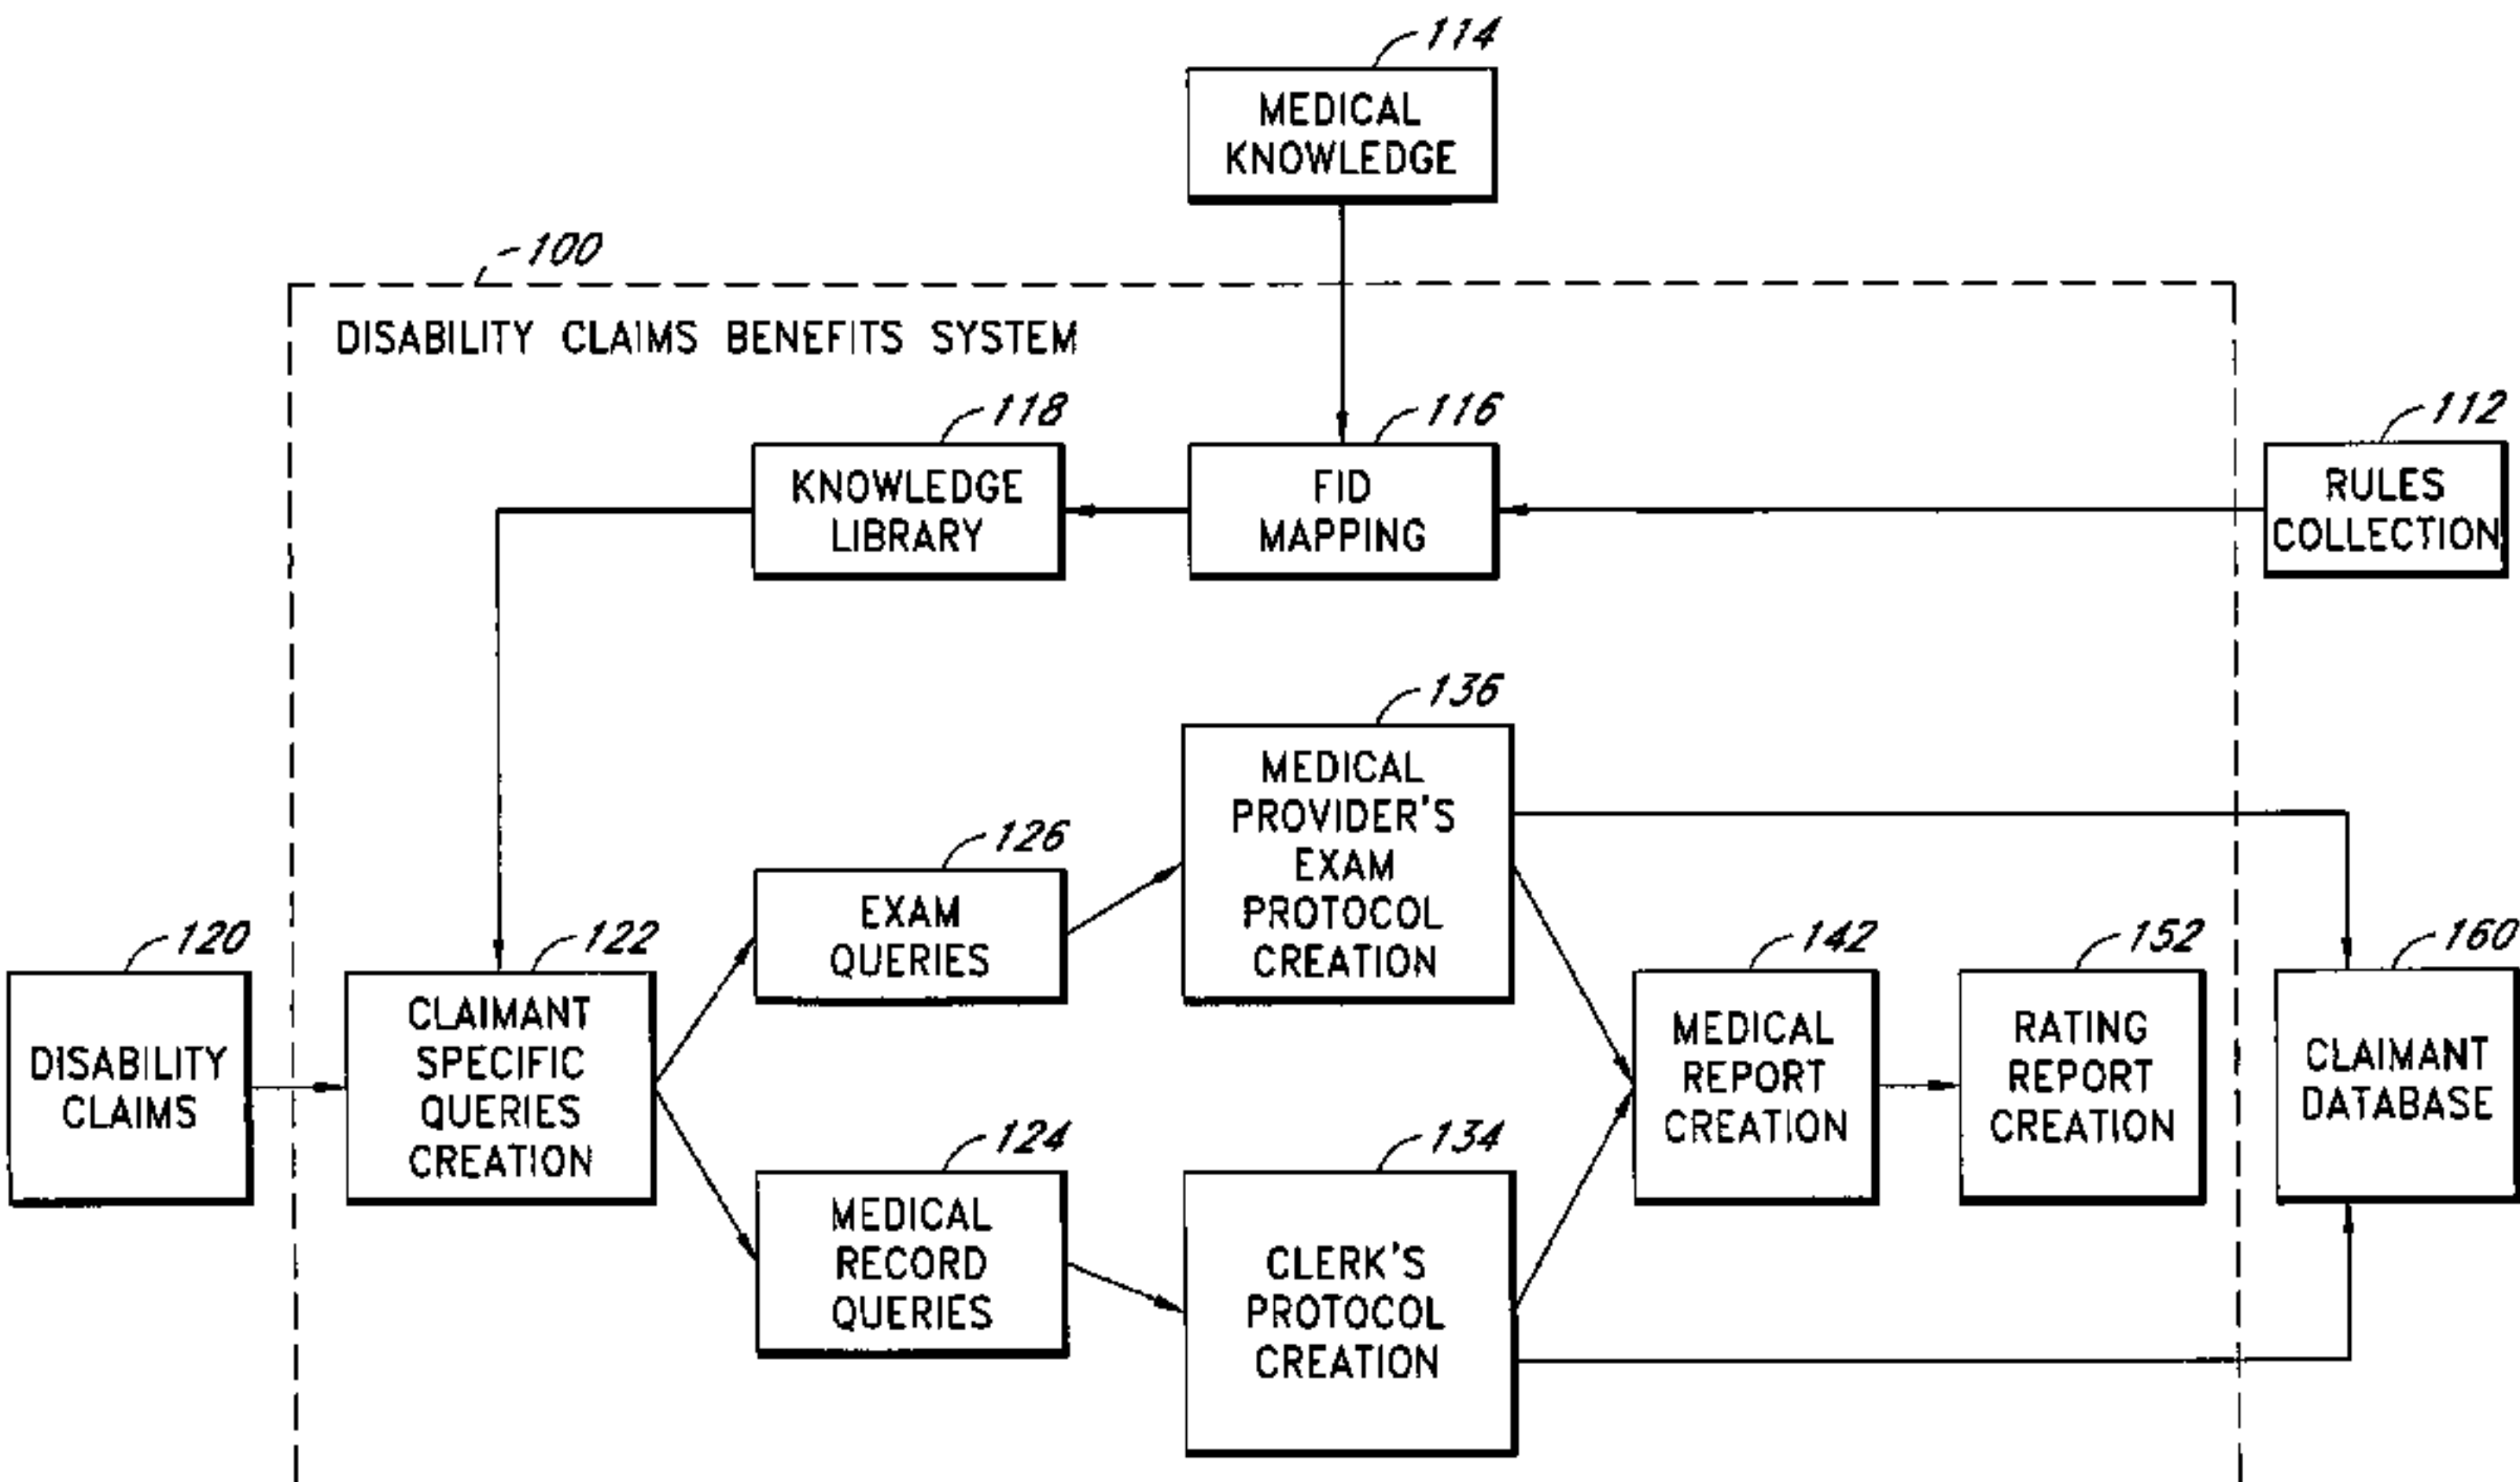 114
MEDICAL
KNOWLEDGE
100
DISABILITY CLAIMS BENEFITS SYSTEM
118
KNOWLEDGE
LIBRARY
116
FID
MAPPING
112
RULES
COLLECTION
136
MEDICAL
PROVIDER'S
EXAM
PROTOCOL
CREATION
126
EXAM
QUERIES
120
DISABILITY
CLAIMS
122
CLAIMANT
SPECIFIC
QUERIES
CREATION
124
MEDICAL
RECORD
QUERIES
134
CLERK'S
PROTOCOL
CREATION
142
MEDICAL
REPORT
CREATION
152
RATING
REPORT
CREATION
160
CLAIMANT
DATABASE